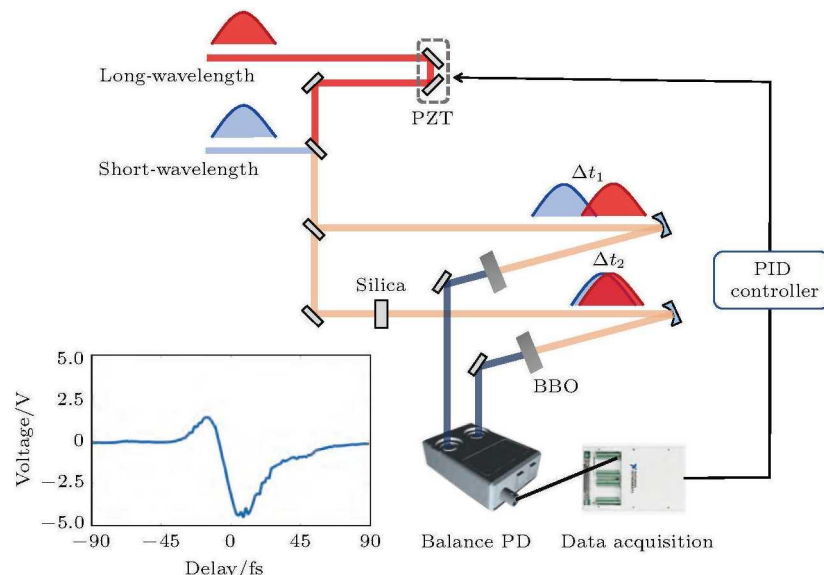 Long-wavelength
PZT
Short-wavelength
Δt₁
Δt₂
Silica
PID
controller
BBO
Balance PD
Data acquisition
Voltage/V
5.0
2.5
0
−2.5
−5.0
−90
−45
0
45
90
Delay/fs